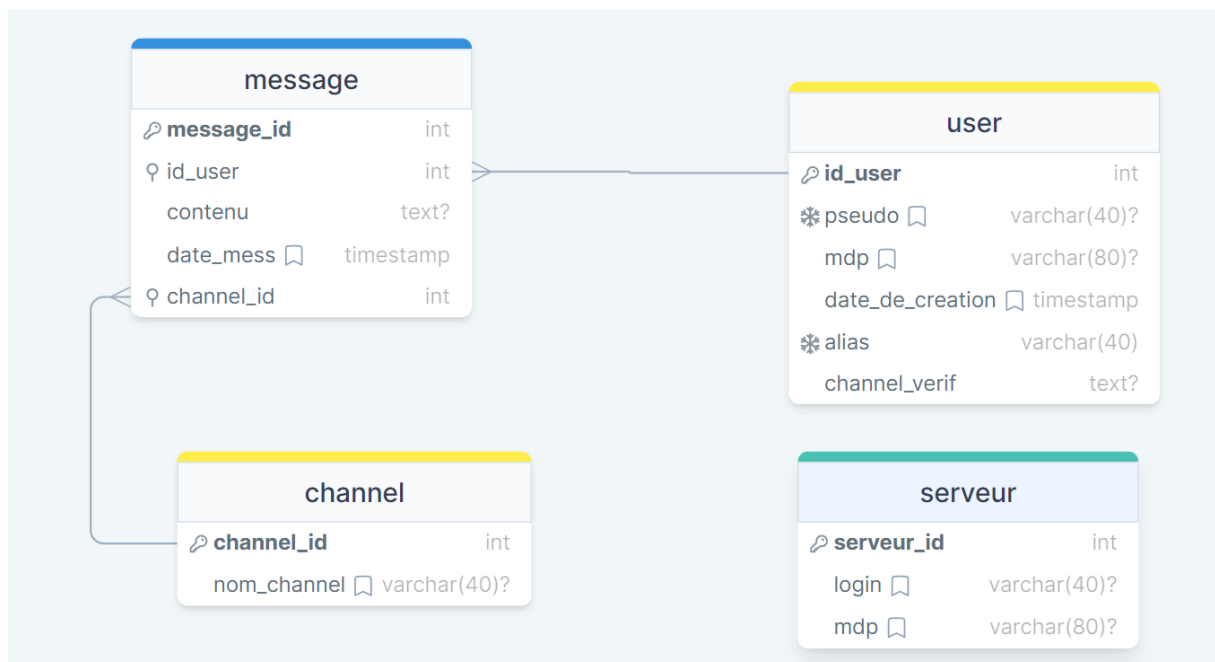 message
message_id int
id_user int
contenu text?
date_mess timestamp
channel_id int
user
id_user int
pseudo varchar(40)?
mdp varchar(80)?
date_de_creation timestamp
alias varchar(40)
channel_verif text?
channel
channel_id int
nom_channel varchar(40)?
serveur
serveur_id int
login varchar(40)?
mdp varchar(80)?